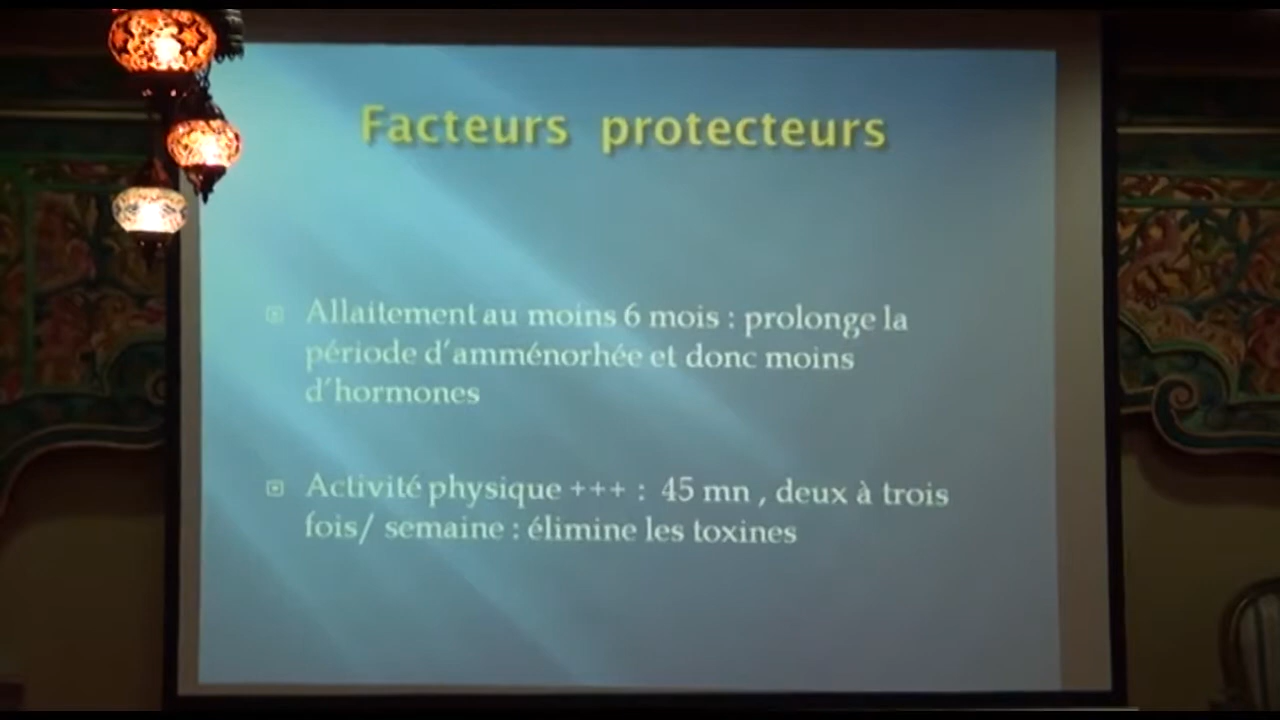 Facteurs protecteurs
Allaitement au moins 6 mois : prolonge la
période d'amménorhée et donc moins
d'hormones
Activité physique +++ : 45 mn , deux à trois
fois/ semaine : élimine les toxines